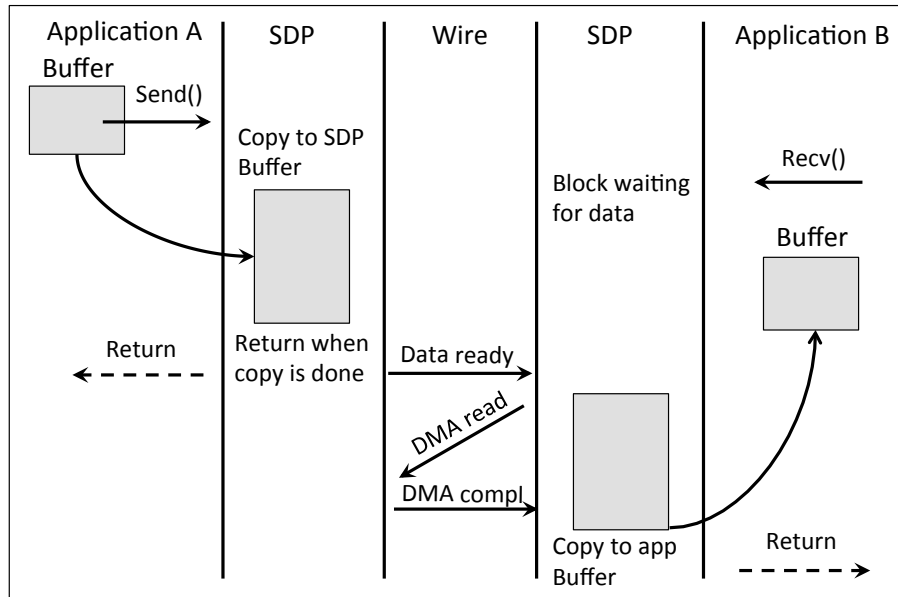 Application A
SDP
Wire
SDP
Application B
Buffer
Send()
Copy to SDP
Buffer
Recv()
Block waiting
for data
Buffer
Return
Return when
copy is done
Data ready
DMA read
DMA compl
Copy to app
Buffer
Return